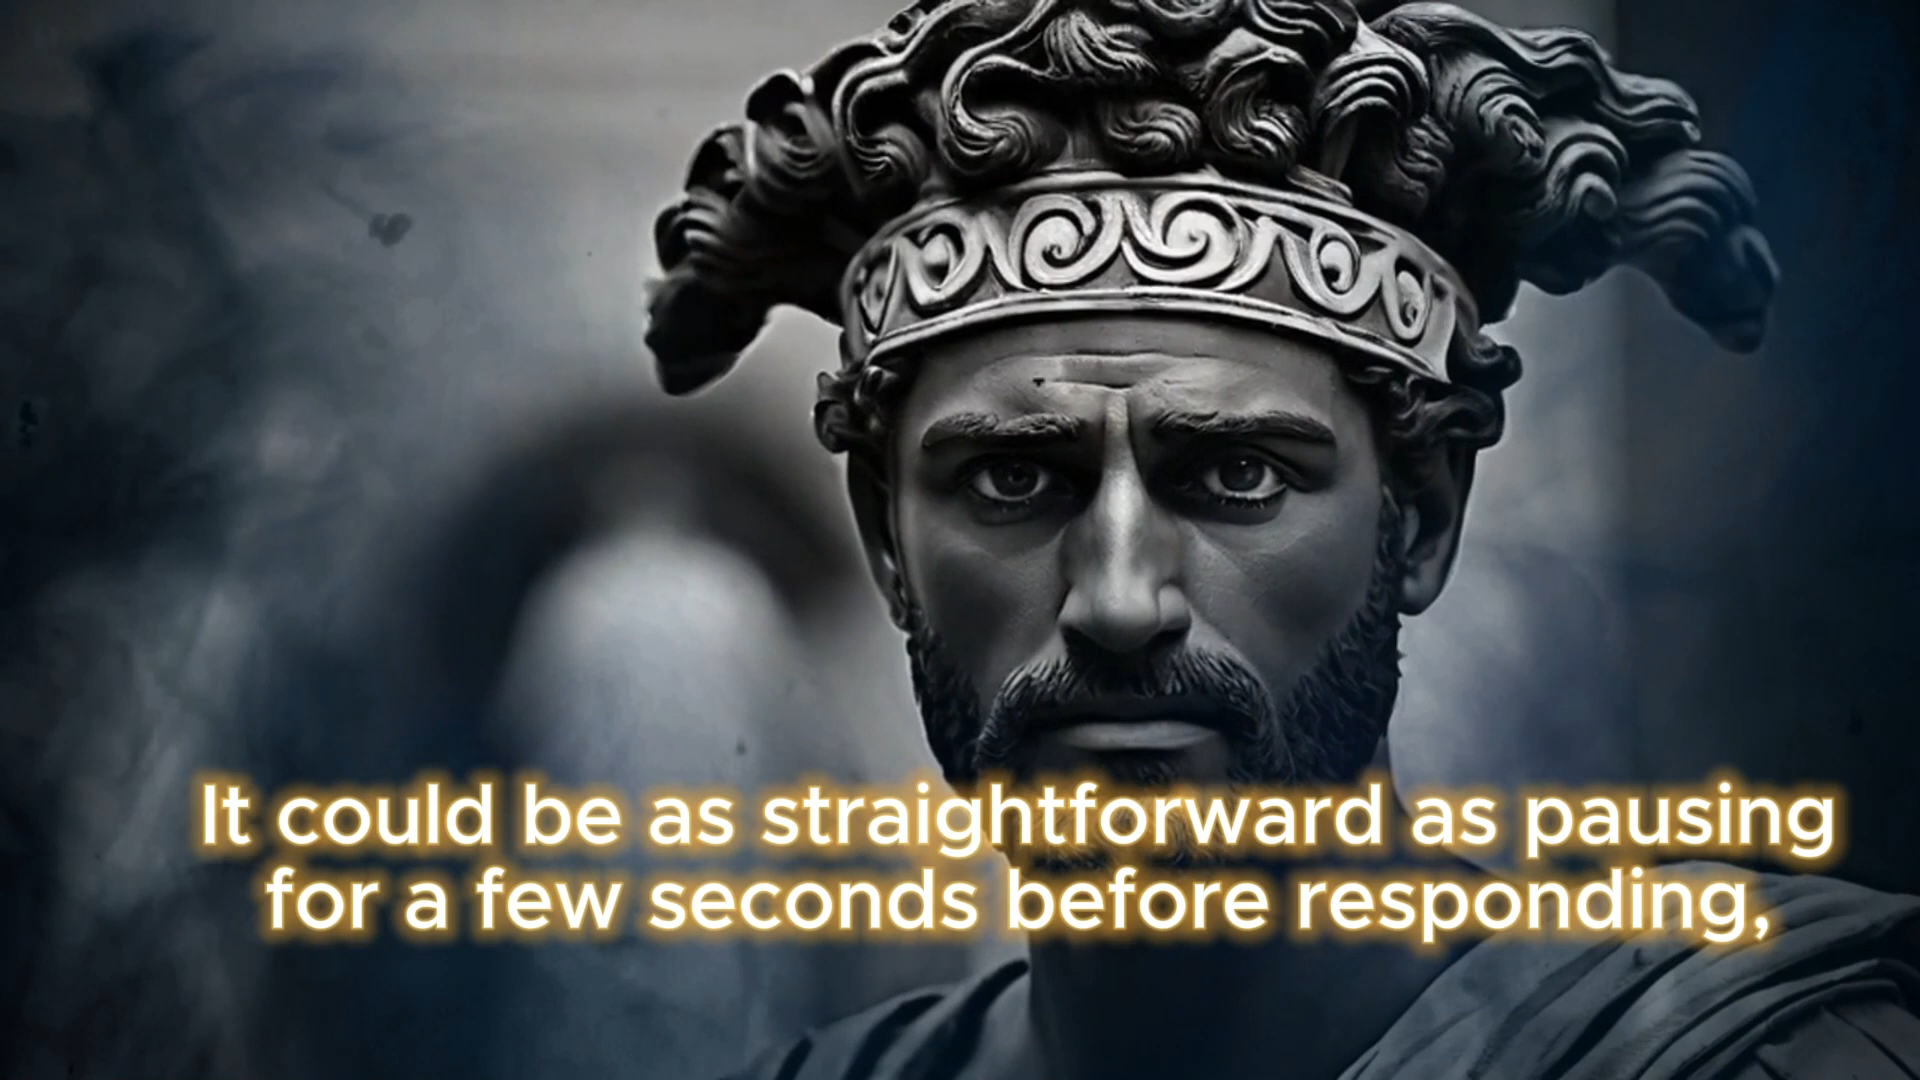 It could be as straightforward as pausing
for a few seconds before responding,